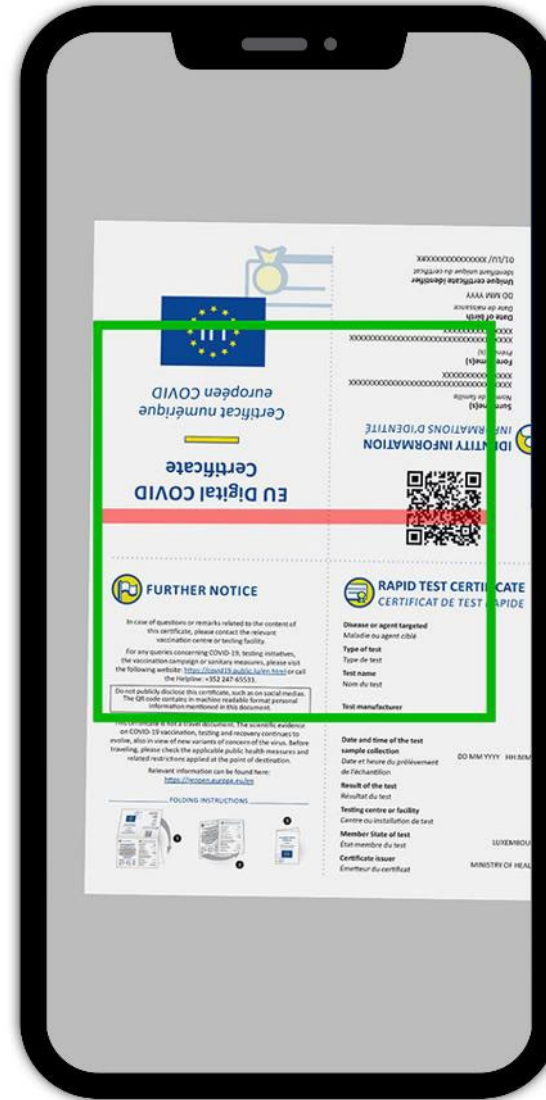 EU Digital COVID
Certificate
Certificat numérique
européen COVID
IDENTITY INFORMATION
INFORMATIONS D'IDENTITÉ
Surname(s)
de famille
Forename(s)
Date of birth
Date de naissance
DD MM YYYY
Unique certificate identifier
Identifiant unique du certificat
FURTHER NOTICE
In case of questions or remarks related to the content of
this certificate, please contact the relevant
vaccination centre or testing facility.
For any queries concerning COVID-19, testing initiatives,
the vaccination campaign or sanitary measures, please visit
the following website: https://covid19.public.lu/en.html or call
the Helpline: +352 247-65533.
Do not publicly disclose this certificate, such as on social medias.
The QR code contains in machine readable format personal
information mentioned in this document.
This certificate is not a travel document. The scientific evidence
on COVID-19 vaccination, testing and recovery continues to
evolve, also in view of new variants of concern of the virus. Before
traveling, please check the applicable public health measures and
related restrictions applied at the point of destination.
Relevant information can be found here:
https://reopen.europa.eu/en
FOLDING INSTRUCTIONS
RAPID TEST CERTIFICATE
CERTIFICAT DE TEST RAPIDE
Disease or agent targeted
Maladie ou agent ciblé
Type of test
Type de test
Test name
Nom du test
Test manufacturer
Date and time of the test
sample collection
DD MM YYYY HH:MM
Date et heure du prélèvement
de l'échantillon
Result of the test
Résultat du test
Testing centre or facility
Centre ou installation de test
Member State of test
État membre du test
LUXEMBOU
Certificate issuer
Émetteur du certificat
MINISTRY OF HEAL